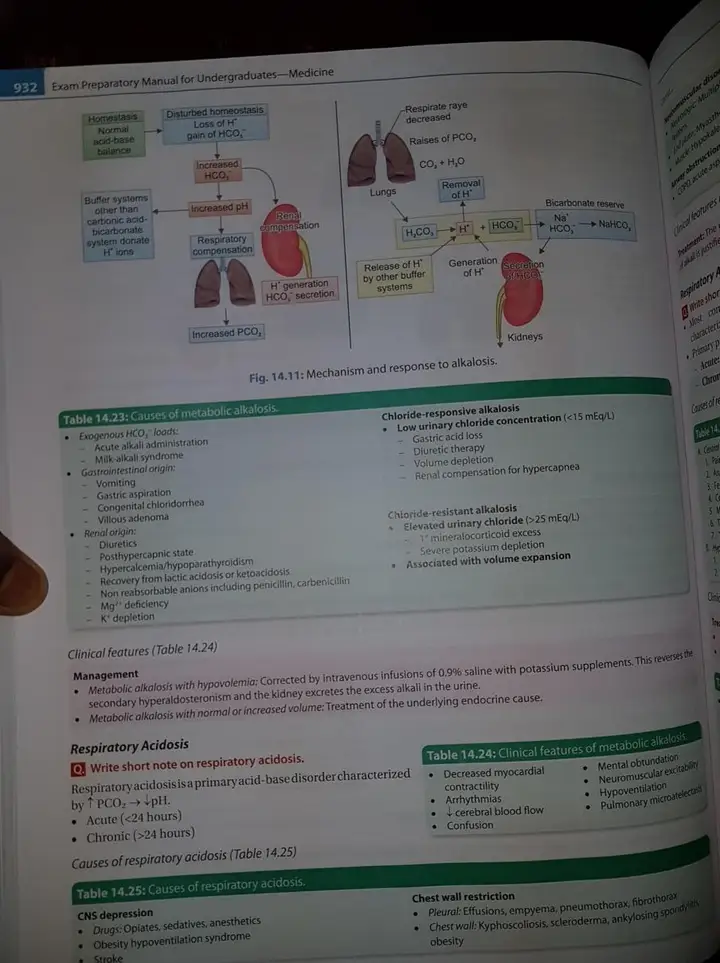 932 Exam Preparatory Manual for Undergraduates—Medicine
Homestasis
Normal
acid-base
balence
Disturbed homeostasis
Loss of H⁺
gain of HCO₃⁻
Increased
HCO₃⁻
Buffer systems
other than
carbonic acid-
bicarbonate
system donate
H⁺ ions
Increased pH
Renal
compensation
Respiratory
compensation
H⁺ generation
HCO₃⁻ secretion
Increased PCO₂
Respirate raye
decreased
Raises of PCO₂
CO₂ + H₂O
Lungs
Removal
of H⁺
Bicarbonate reserve
H₂CO₃
H⁺ + HCO₃⁻
Na⁺
HCO₃⁻
NaHCO₃
Release of H⁺
by other buffer
systems
Generation
of H⁺
Secretion
of HCO₃⁻
Kidneys
Fig. 14.11: Mechanism and response to alkalosis.
Table 14.23: Causes of metabolic alkalosis.
• Exogenous HCO₃⁻ loads:
– Acute alkali administration
– Milk-alkali syndrome
• Gastrointestinal origin:
– Vomiting
– Gastric aspiration
– Congenital chloridorrhea
– Villous adenoma
• Renal origin:
– Diuretics
– Posthypercapnic state
– Hypercalcemia/hypoparathyroidism
– Recovery from lactic acidosis or ketoacidosis
– Non reabsorbable anions including penicillin, carbenicillin
– Mg²⁺ deficiency
– K⁺ depletion
Chloride-responsive alkalosis
• Low urinary chloride concentration (<15 mEq/L)
– Gastric acid loss
– Diuretic therapy
– Volume depletion
– Renal compensation for hypercapnea
Chloride-resistant alkalosis
• Elevated urinary chloride (>25 mEq/L)
– 1° mineralocorticoid excess
– Severe potassium depletion
• Associated with volume expansion
Clinical features (Table 14.24)
Management
• Metabolic alkalosis with hypovolemia: Corrected by intravenous infusions of 0.9% saline with potassium supplements. This reverses the
secondary hyperaldosteronism and the kidney excretes the excess alkali in the urine.
• Metabolic alkalosis with normal or increased volume: Treatment of the underlying endocrine cause.
Respiratory Acidosis
Q. Write short note on respiratory acidosis.
Respiratory acidosis is a primary acid-base disorder characterized
by ↑ PCO₂ → ↓pH.
• Acute (<24 hours)
• Chronic (>24 hours)
Causes of respiratory acidosis (Table 14.25)
Table 14.24: Clinical features of metabolic alkalosis.
• Decreased myocardial
contractility
• Arrhythmias
• ↓ cerebral blood flow
• Confusion
• Mental obtundation
• Neuromuscular excitability
• Hypoventilation
• Pulmonary microatelectasis
Table 14.25: Causes of respiratory acidosis.
CNS depression
• Drugs: Opiates, sedatives, anesthetics
• Obesity hypoventilation syndrome
• Stroke
Chest wall restriction
• Pleural: Effusions, empyema, pneumothorax, fibrothorax
• Chest wall: Kyphoscoliosis, scleroderma, ankylosing spondylitis
obesity